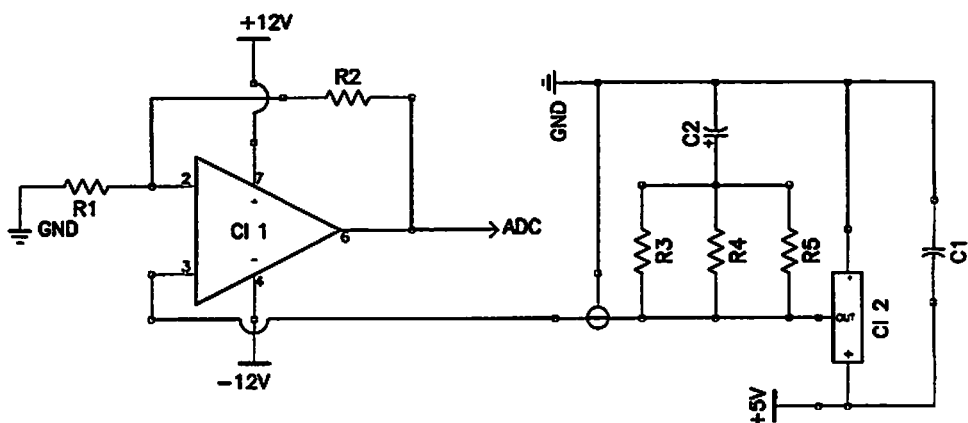 +12V
R2
GND
C2
+
2
7
+
R1
GND
CI 1
6
ADC
R3
R4
R5
C1
3
-
4
OUT
CI 2
+
-12V
+5V